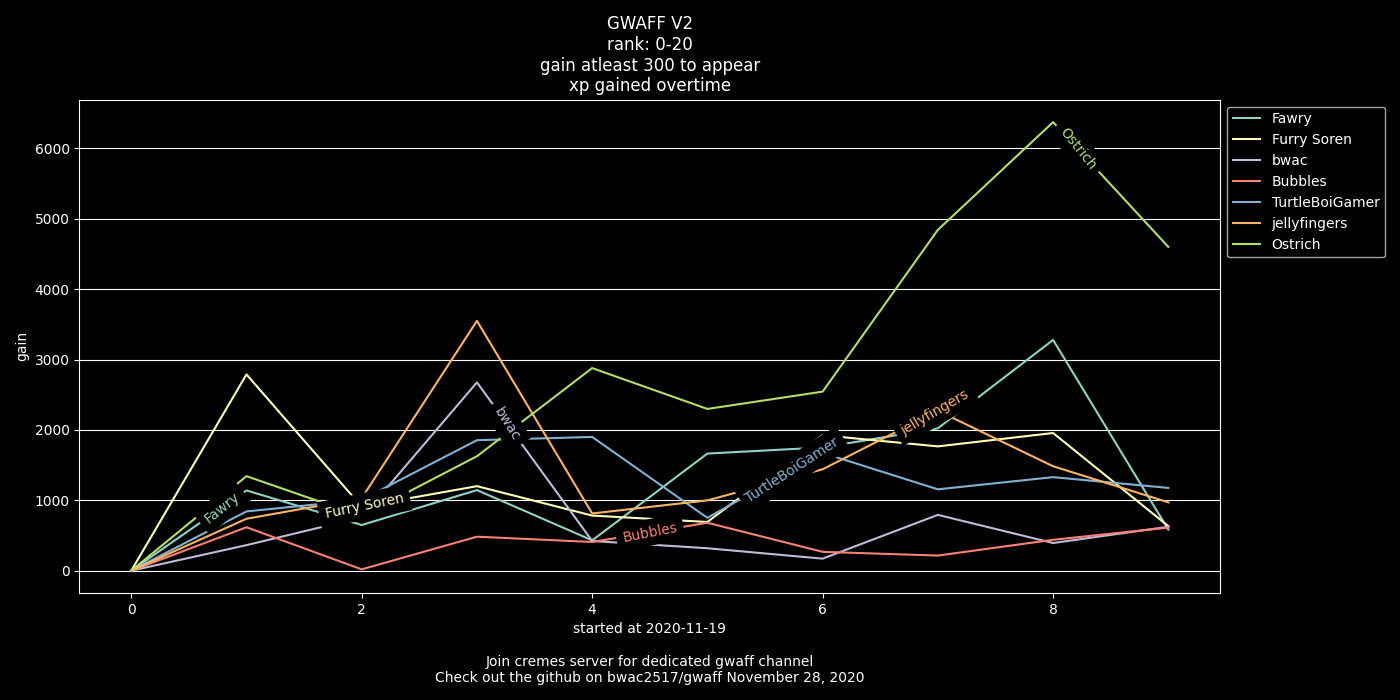 GWAFF V2
rank: 0-20
gain atleast 300 to appear
xp gained overtime
Fawry
Furry Soren
bwac
Bubbles
TurtleBoiGamer
jellyfingers
Ostrich
gain
6000
5000
4000
3000
2000
1000
0
Fawry
Furry Soren
bwac
Bubbles
TurtleBoiGamer
jellyfingers
Ostrich
0 2 4 6 8
started at 2020-11-19
Join cremes server for dedicated gwaff channel
Check out the github on bwac2517/gwaff November 28, 2020